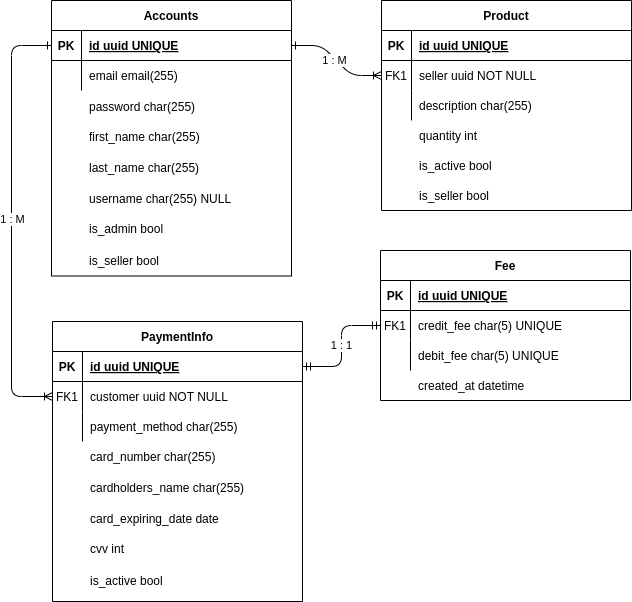 Accounts
PK id uuid UNIQUE
email email(255)
password char(255)
first_name char(255)
last_name char(255)
username char(255) NULL
is_admin bool
is_seller bool
1 : M
Product
PK id uuid UNIQUE
FK1 seller uuid NOT NULL
description char(255)
quantity int
is_active bool
is_seller bool
1 : M
Fee
PK id uuid UNIQUE
FK1 credit_fee char(5) UNIQUE
debit_fee char(5) UNIQUE
created_at datetime
1 : 1
PaymentInfo
PK id uuid UNIQUE
FK1 customer uuid NOT NULL
payment_method char(255)
card_number char(255)
cardholders_name char(255)
card_expiring_date date
cvv int
is_active bool